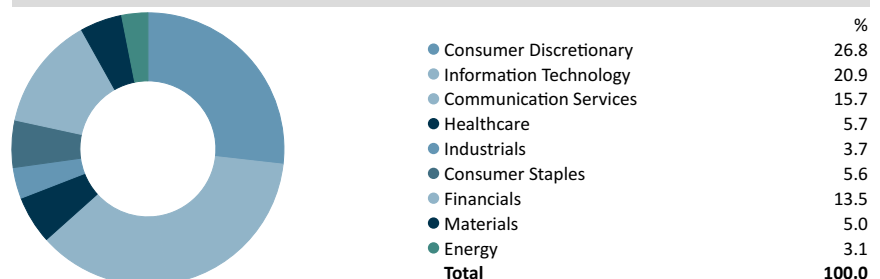 %
Consumer Discretionary 26.8
Information Technology 20.9
Communication Services 15.7
Healthcare 5.7
Industrials 3.7
Consumer Staples 5.6
Financials 13.5
Materials 5.0
Energy 3.1
Total 100.0